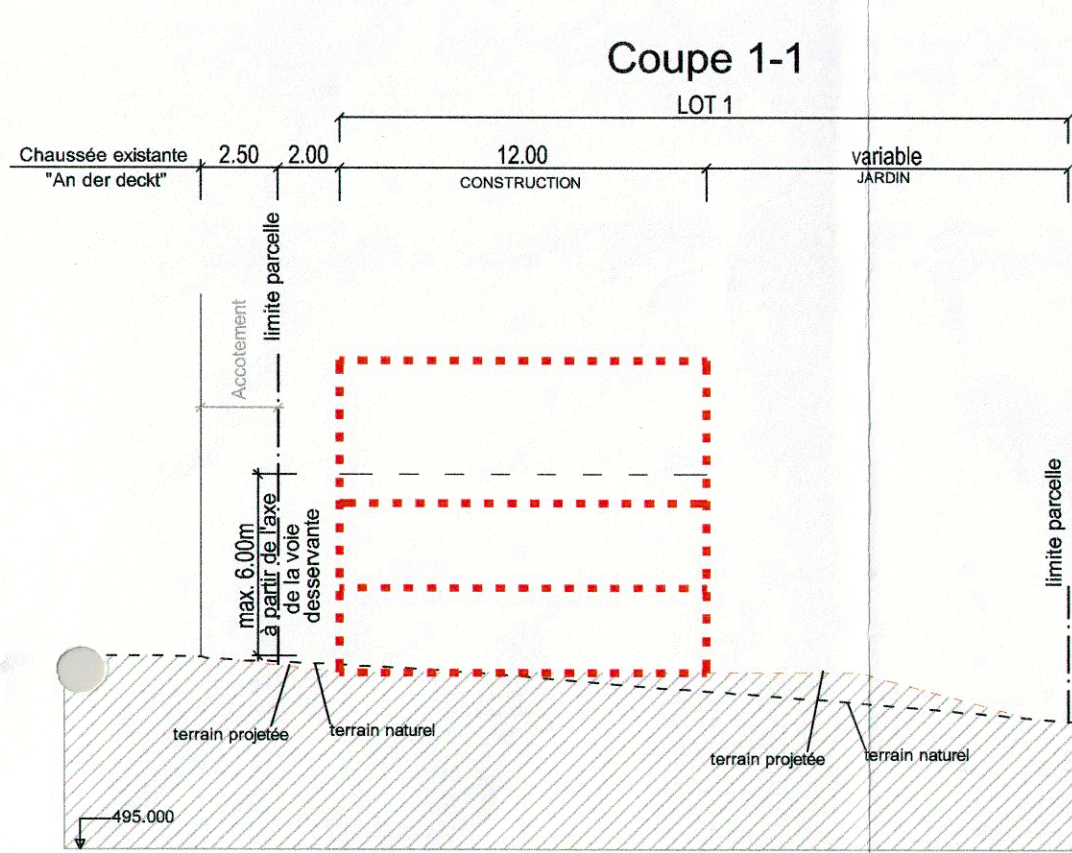 Coupe 1-1
LOT 1
Chaussée existante
"An der deckt"
2.50
2.00
12.00
CONSTRUCTION
variable
JARDIN
limite parcelle
Accotement
max. 6.00m
à partir de l'axe
de la voie
desservante
limite parcelle
terrain projetée
terrain naturel
terrain projetée
terrain naturel
495.000